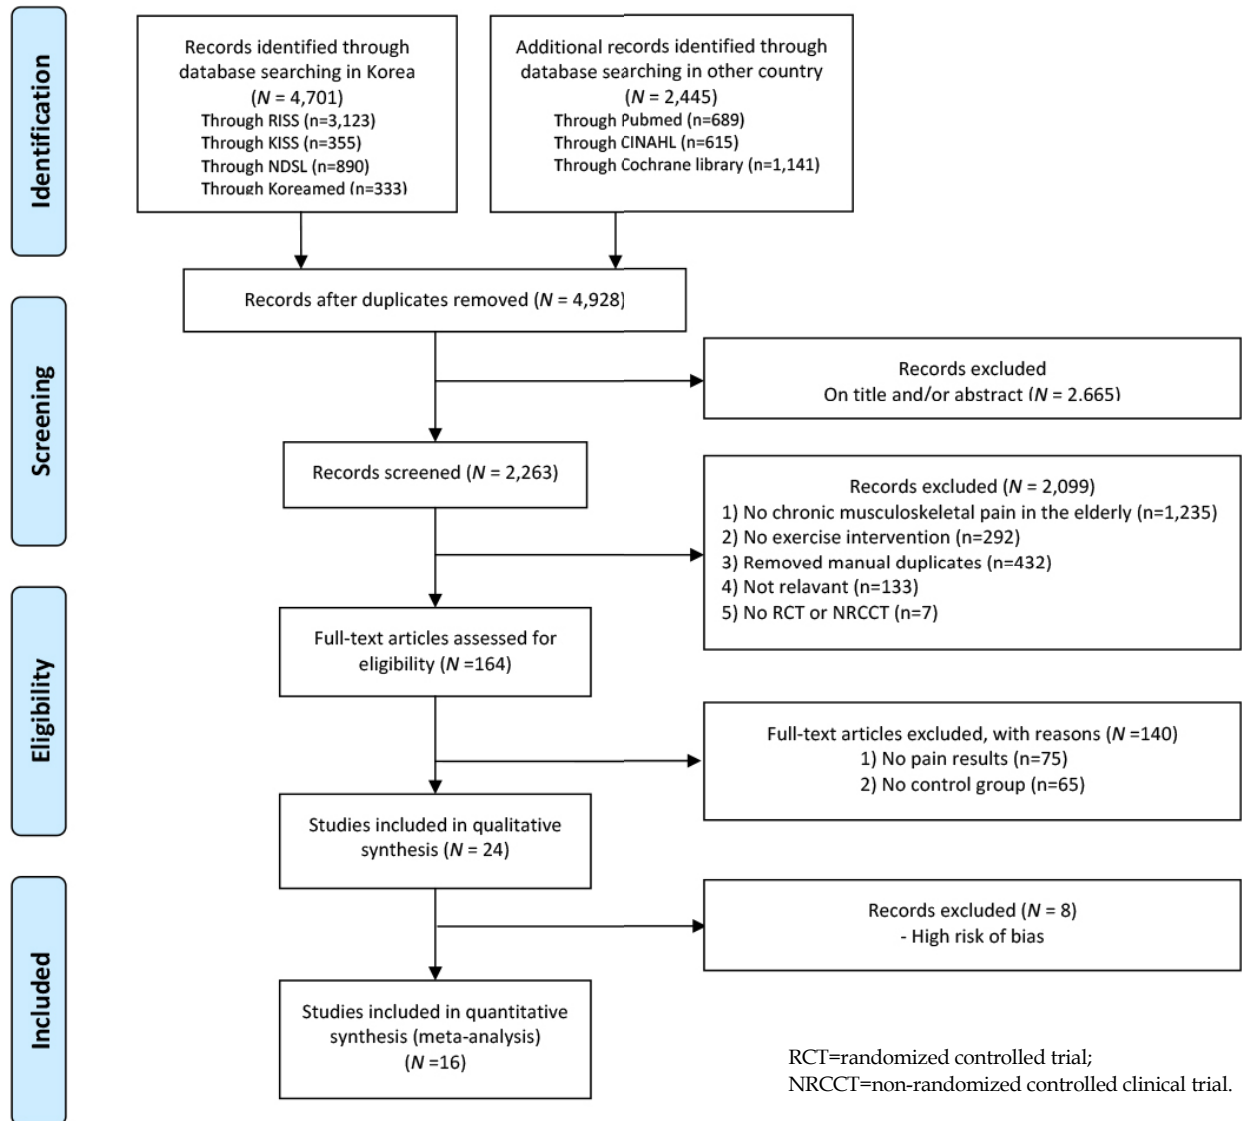 Identification
Records identified through
database searching in Korea
(N = 4,701)
Through RISS (n=3,123)
Through KISS (n=355)
Through NDSL (n=890)
Through Koreamed (n=333)
Additional records identified through
database searching in other country
(N = 2,445)
Through Pubmed (n=689)
Through CINAHL (n=615)
Through Cochrane library (n=1,141)
Records after duplicates removed (N = 4,928)
Screening
Records excluded
On title and/or abstract (N = 2.665)
Records screened (N = 2,263)
Records excluded (N = 2,099)
1) No chronic musculoskeletal pain in the elderly (n=1,235)
2) No exercise intervention (n=292)
3) Removed manual duplicates (n=432)
4) Not relavant (n=133)
5) No RCT or NRCCT (n=7)
Eligibility
Full-text articles assessed for
eligibility (N =164)
Full-text articles excluded, with reasons (N =140)
1) No pain results (n=75)
2) No control group (n=65)
Studies included in qualitative
synthesis (N = 24)
Included
Records excluded (N = 8)
- High risk of bias
Studies included in quantitative
synthesis (meta-analysis)
(N =16)
RCT=randomized controlled trial;
NRCCT=non-randomized controlled clinical trial.